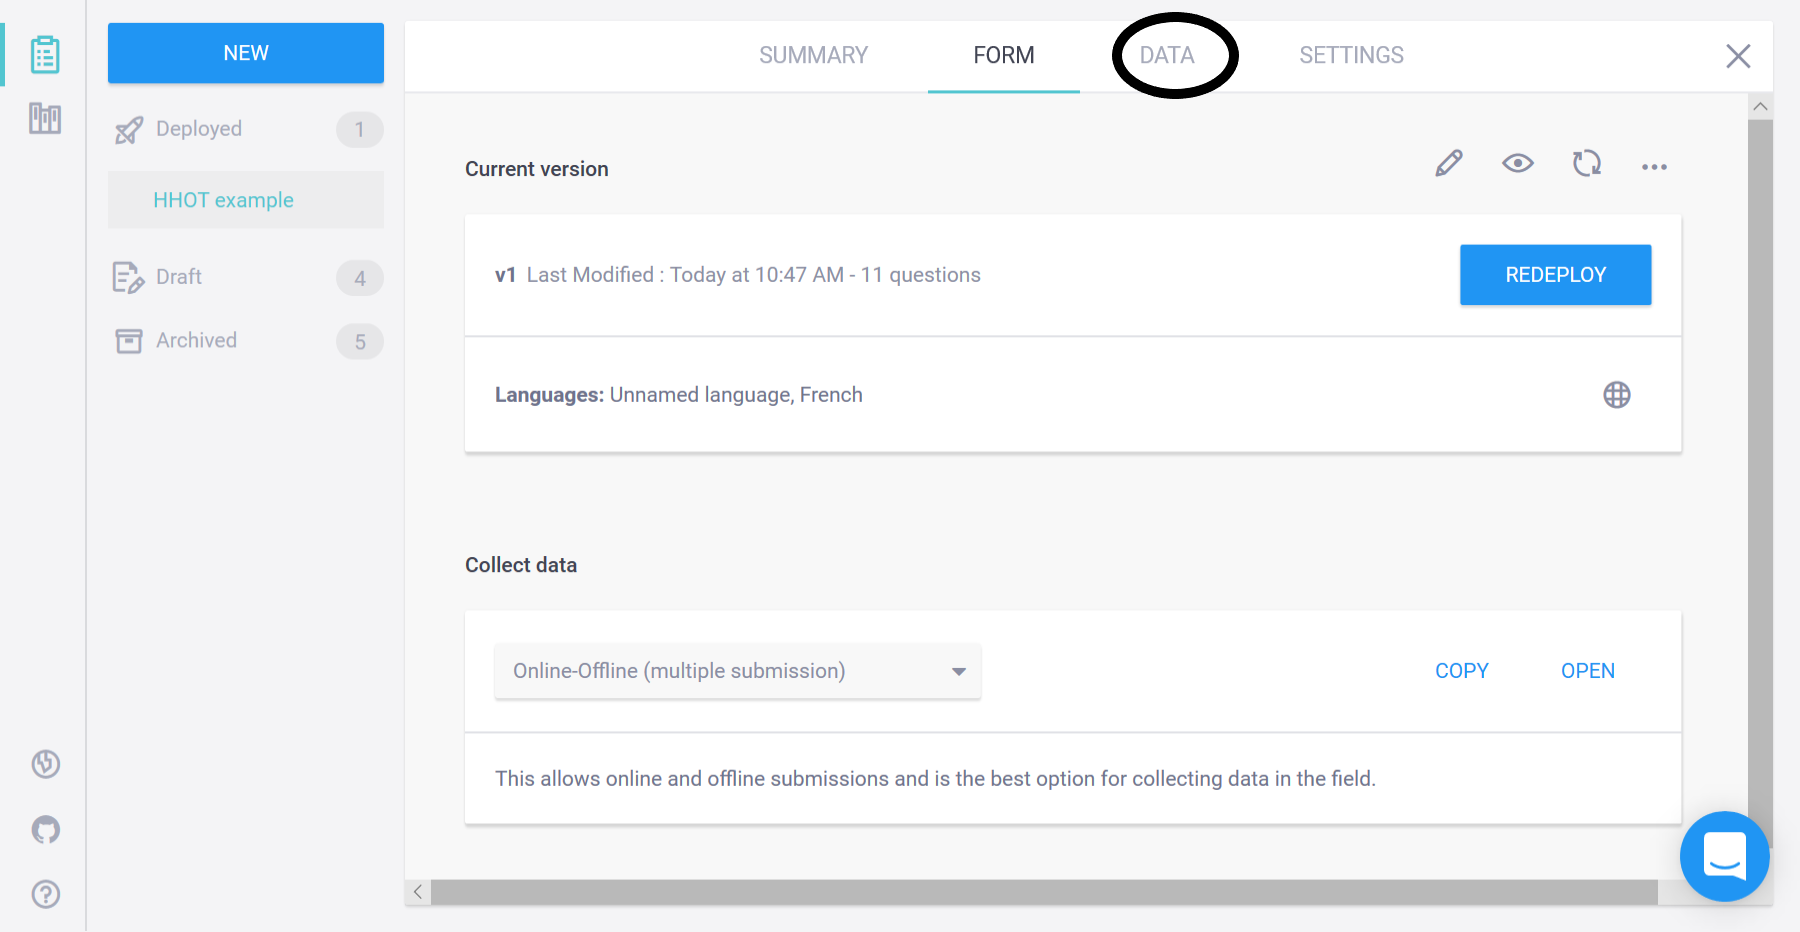 NEW
Deployed 1
HHOT example
Draft 4
Archived 5
SUMMARY FORM DATA SETTINGS
Current version
v1 Last Modified : Today at 10:47 AM - 11 questions
REDEPLOY
Languages: Unnamed language, French
Collect data
Online-Offline (multiple submission)
COPY OPEN
This allows online and offline submissions and is the best option for collecting data in the field.